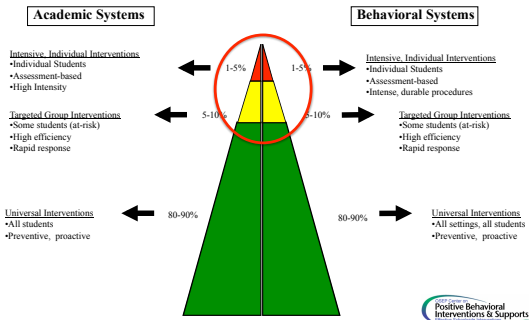 Academic Systems
Behavioral Systems
Intensive, Individual Interventions
•Individual Students
•Assessment-based
•High Intensity
1-5%
1-5%
Intensive, Individual Interventions
•Individual Students
•Assessment-based
•Intense, durable procedures
Targeted Group Interventions
•Some students (at-risk)
•High efficiency
•Rapid response
5-10%
5-10%
Targeted Group Interventions
•Some students (at-risk)
•High efficiency
•Rapid response
Universal Interventions
•All students
•Preventive, proactive
80-90%
80-90%
Universal Interventions
•All settings, all students
•Preventive, proactive
OSEP Center on
Positive Behavioral
Interventions & Supports